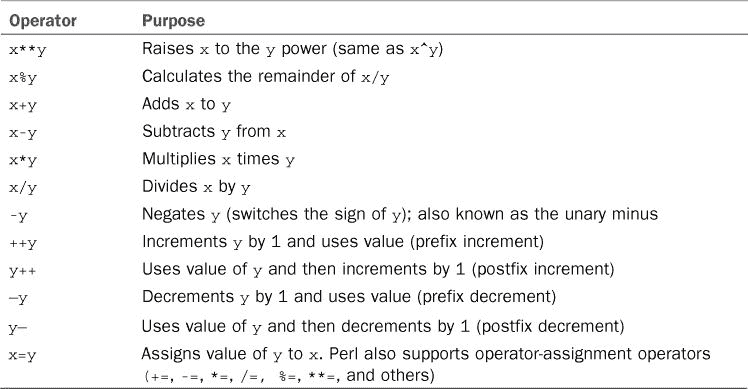 Operator Purpose
x**y Raises x to the y power (same as x^y)
x%y Calculates the remainder of x/y
x+y Adds x to y
x-y Subtracts y from x
x*y Multiplies x times y
x/y Divides x by y
-y Negates y (switches the sign of y); also known as the unary minus
++y Increments y by 1 and uses value (prefix increment)
y++ Uses value of y and then increments by 1 (postfix increment)
—y Decrements y by 1 and uses value (prefix decrement)
y— Uses value of y and then decrements by 1 (postfix decrement)
x=y Assigns value of y to x. Perl also supports operator-assignment operators
(+=, -=, *=, /=, %=, **=, and others)